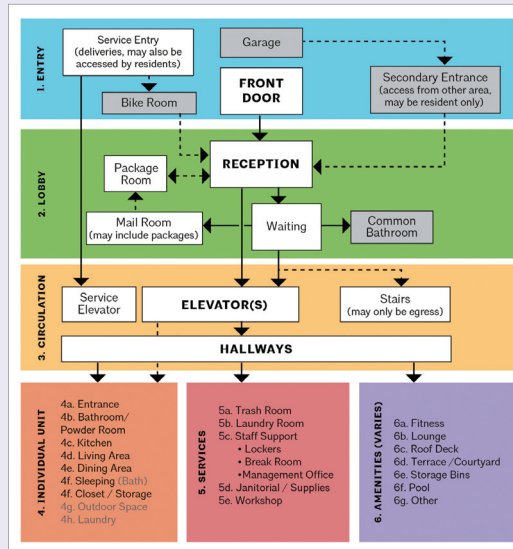 1. ENTRY
Service Entry
(deliveries, may also be
accessed by residents)
Garage
Bike Room
FRONT
DOOR
Secondary Entrance
(access from other area,
may be resident only)
2. LOBBY
RECEPTION
Package
Room
Mail Room
(may include packages)
Waiting
Common
Bathroom
3. CIRCULATION
Service
Elevator
ELEVATOR(S)
Stairs
(may only be egress)
HALLWAYS
4. INDIVIDUAL UNIT
4a. Entrance
4b. Bathroom/
Powder Room
4c. Kitchen
4d. Living Area
4e. Dining Area
4f. Sleeping (Bath)
4f. Closet / Storage
4g. Outdoor Space
4h. Laundry
5. SERVICES
5a. Trash Room
5b. Laundry Room
5c. Staff Support
• Lockers
• Break Room
•Management Office
5d. Janitorial / Supplies
5e. Workshop
6. AMENITIES (VARIES)
6a. Fitness
6b. Lounge
6c. Roof Deck
6d. Terrace /Courtyard
6e. Storage Bins
6f. Pool
6g. Other